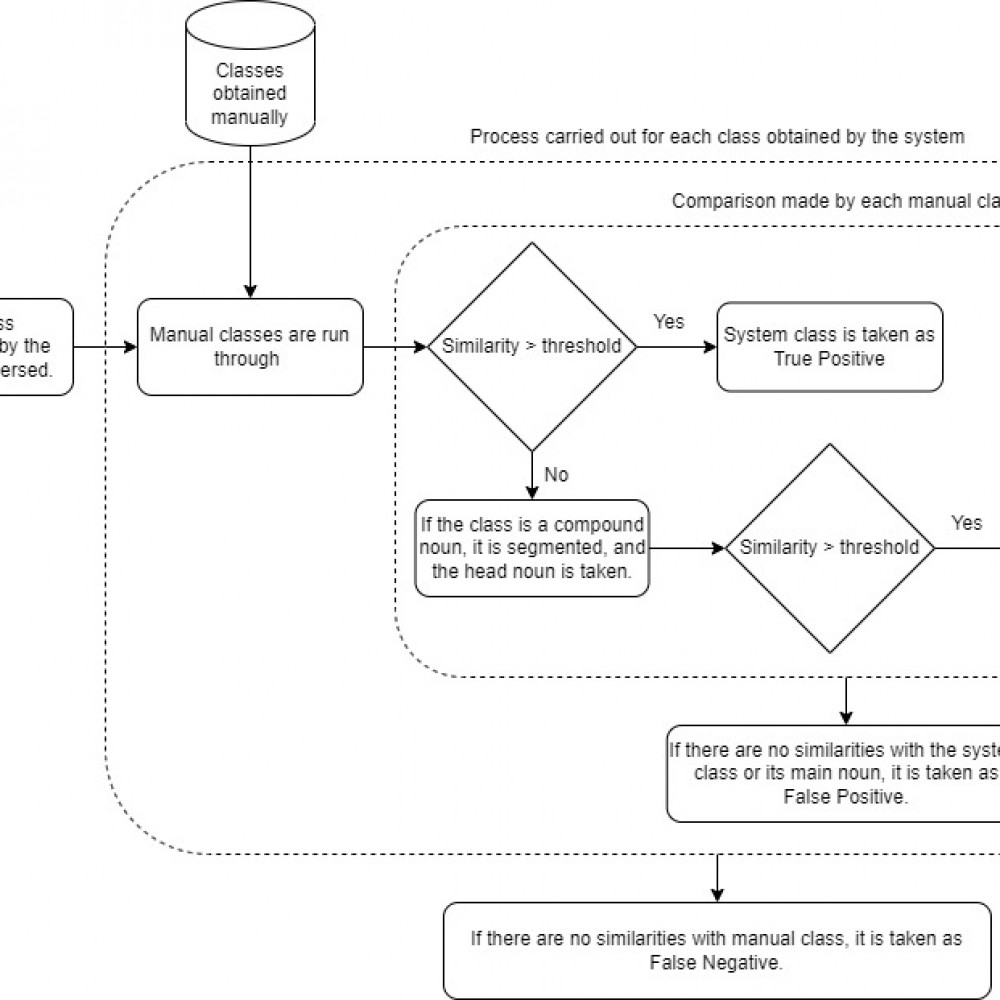 Classes
obtained
manually
Process carried out for each class obtained by the system
Comparison made by each manual
by the
Manual classes are run
through
Similarity > threshold
Yes
System class is taken as
True Positive
No
If the class is a compound
noun, it is segmented, and
the head noun is taken.
Similarity > threshold
Yes
If there are no similarities with the
class or its main noun, it is taken as
False Positive.
If there are no similarities with manual class, it is taken as
False Negative.